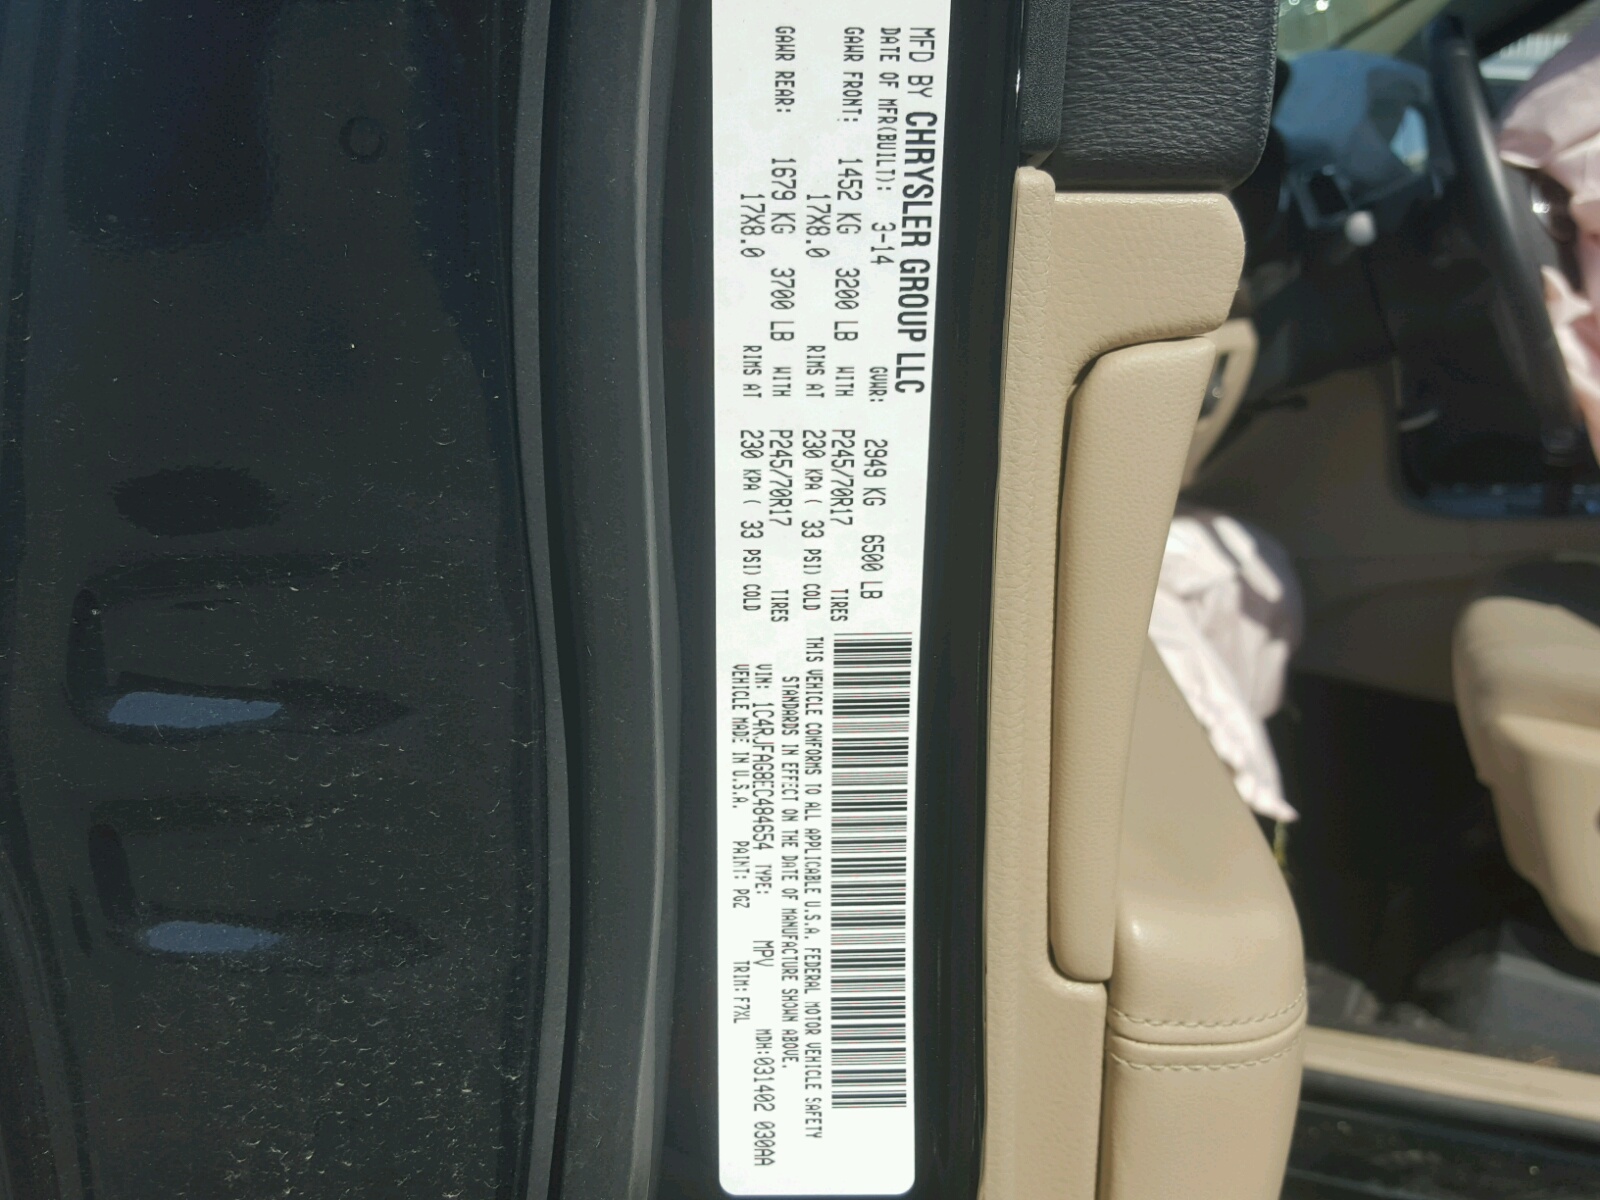 MFD BY CHRYSLER GROUP LLC
DATE OF MFR(BUILT): 3-14 GVWR: 2949 KG 6500 LB
GAWR FRONT: 1452 KG 3200 LB WITH P245/70R17 TIRES
17X8.0 RIMS AT 230 KPA ( 33 PSI) COLD
GAWR REAR: 1679 KG 3700 LB WITH P245/70R17 TIRES
17X8.0 RIMS AT 230 KPA ( 33 PSI) COLD
THIS VEHICLE CONFORMS TO ALL APPLICABLE U.S.A. FEDERAL MOTOR VEHICLE SAFETY
STANDARDS IN EFFECT ON THE DATE OF MANUFACTURE SHOWN ABOVE.
VIN: 1C4RJFAG8EC484654 TYPE: MPV MDH:031402 030AA
VEHICLE MADE IN U.S.A. PAINT: PGZ TRIM: F7XL